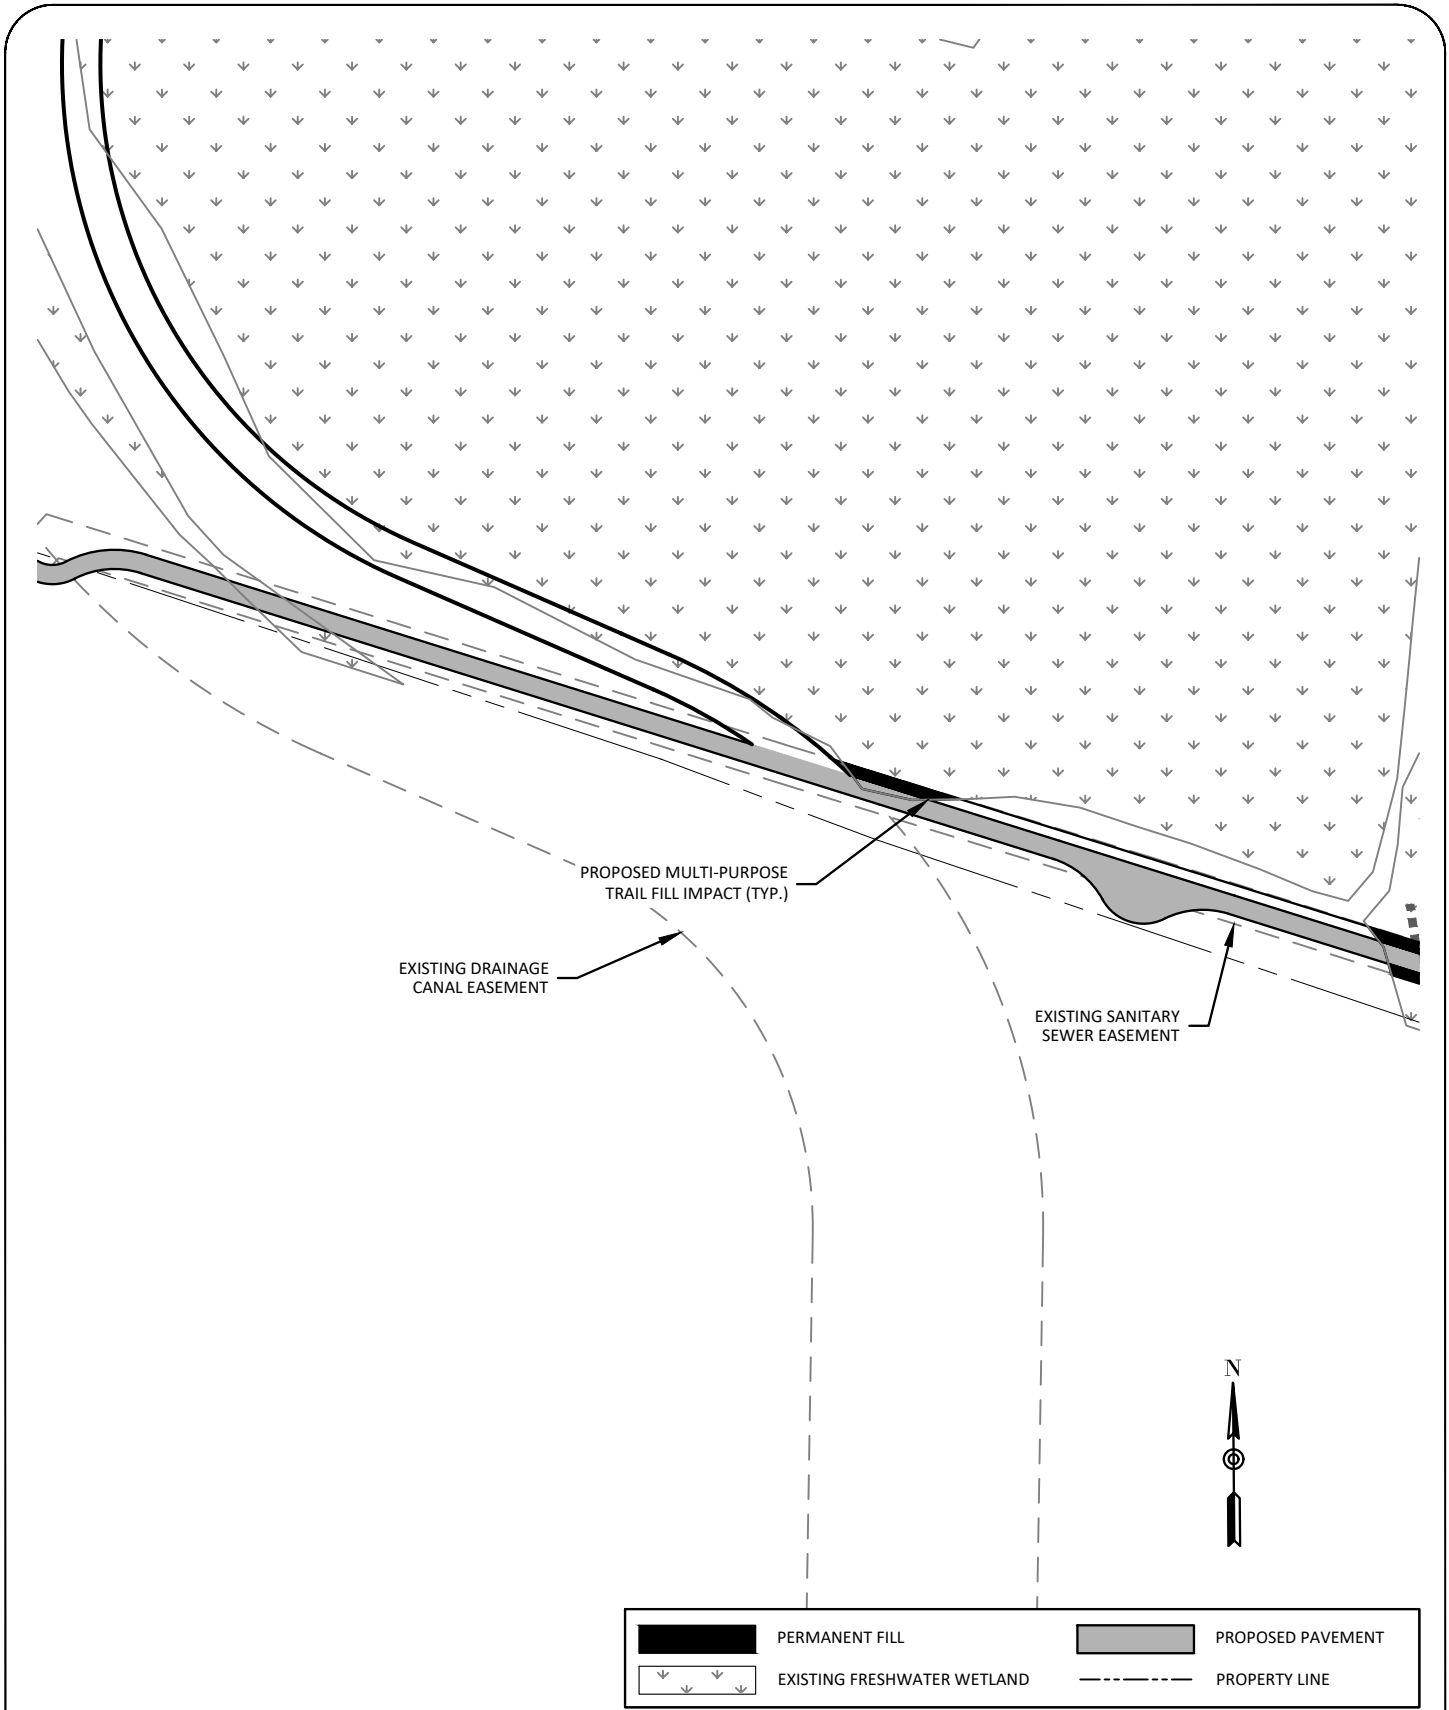 PROPOSED MULTI-PURPOSE
TRAIL FILL IMPACT (TYP.)
EXISTING DRAINAGE
CANAL EASEMENT
EXISTING SANITARY
SEWER EASEMENT
N
PERMANENT FILL
PROPOSED PAVEMENT
EXISTING FRESHWATER WETLAND
PROPERTY LINE